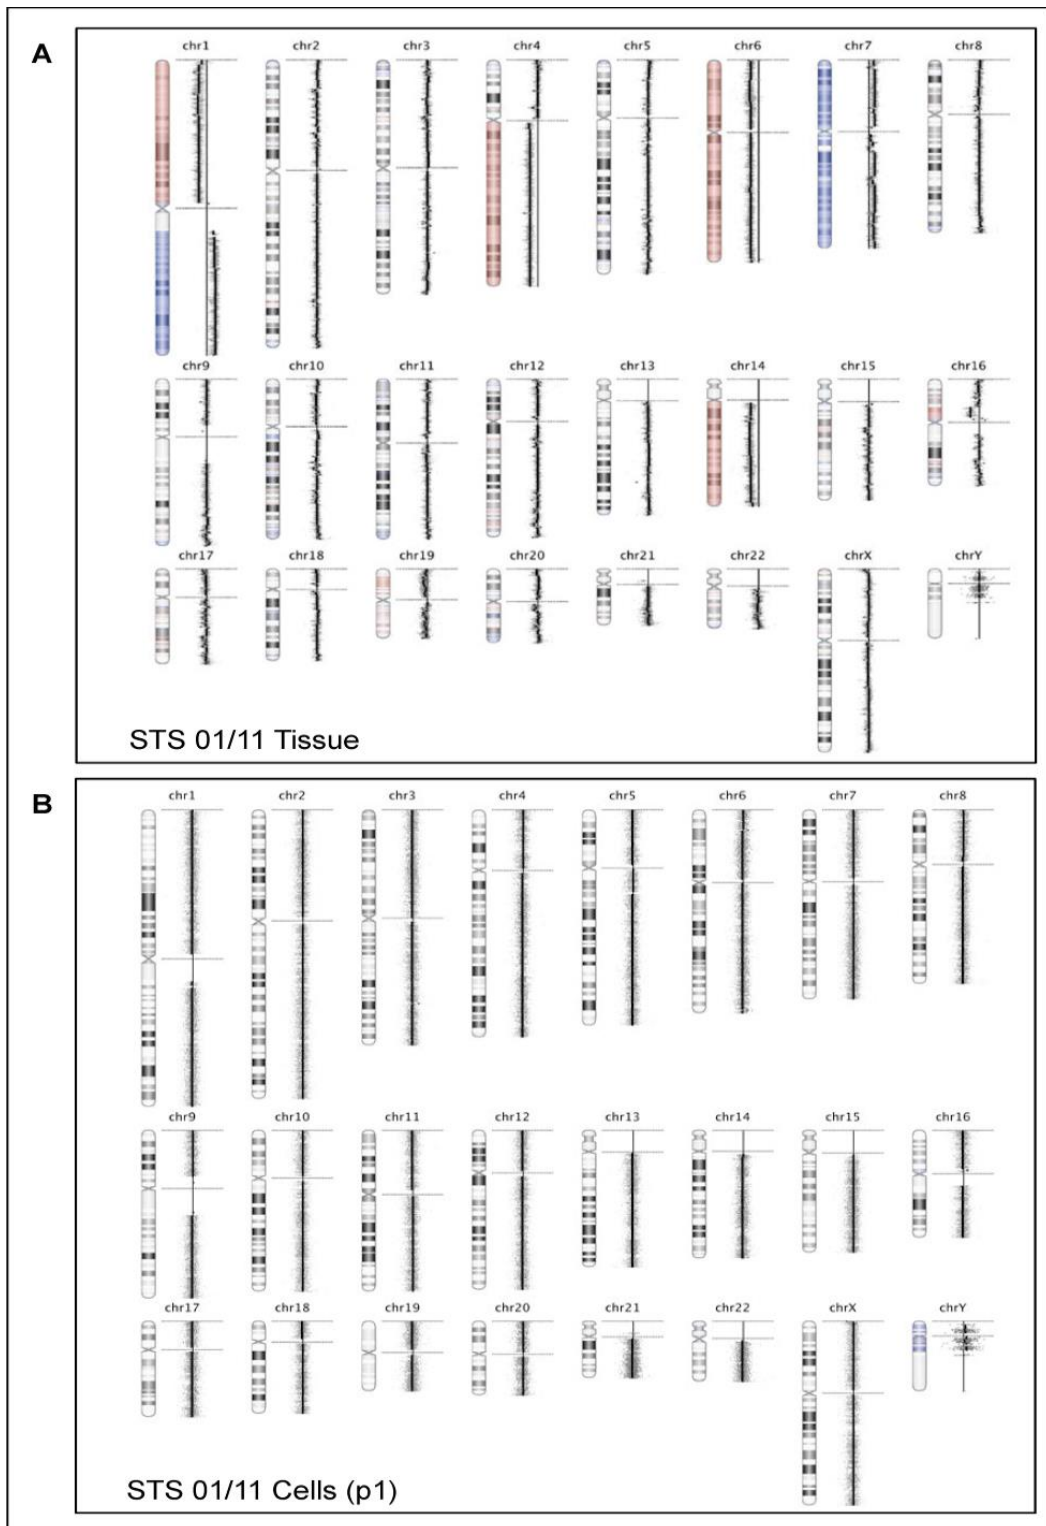 A
chr1 chr2 chr3 chr4 chr5 chr6 chr7 chr8
chr9 chr10 chr11 chr12 chr13 chr14 chr15 chr16
chr17 chr18 chr19 chr20 chr21 chr22 chrX chrY
STS 01/11 Tissue
B
chr1 chr2 chr3 chr4 chr5 chr6 chr7 chr8
chr9 chr10 chr11 chr12 chr13 chr14 chr15 chr16
chr17 chr18 chr19 chr20 chr21 chr22 chrX chrY
STS 01/11 Cells (p1)